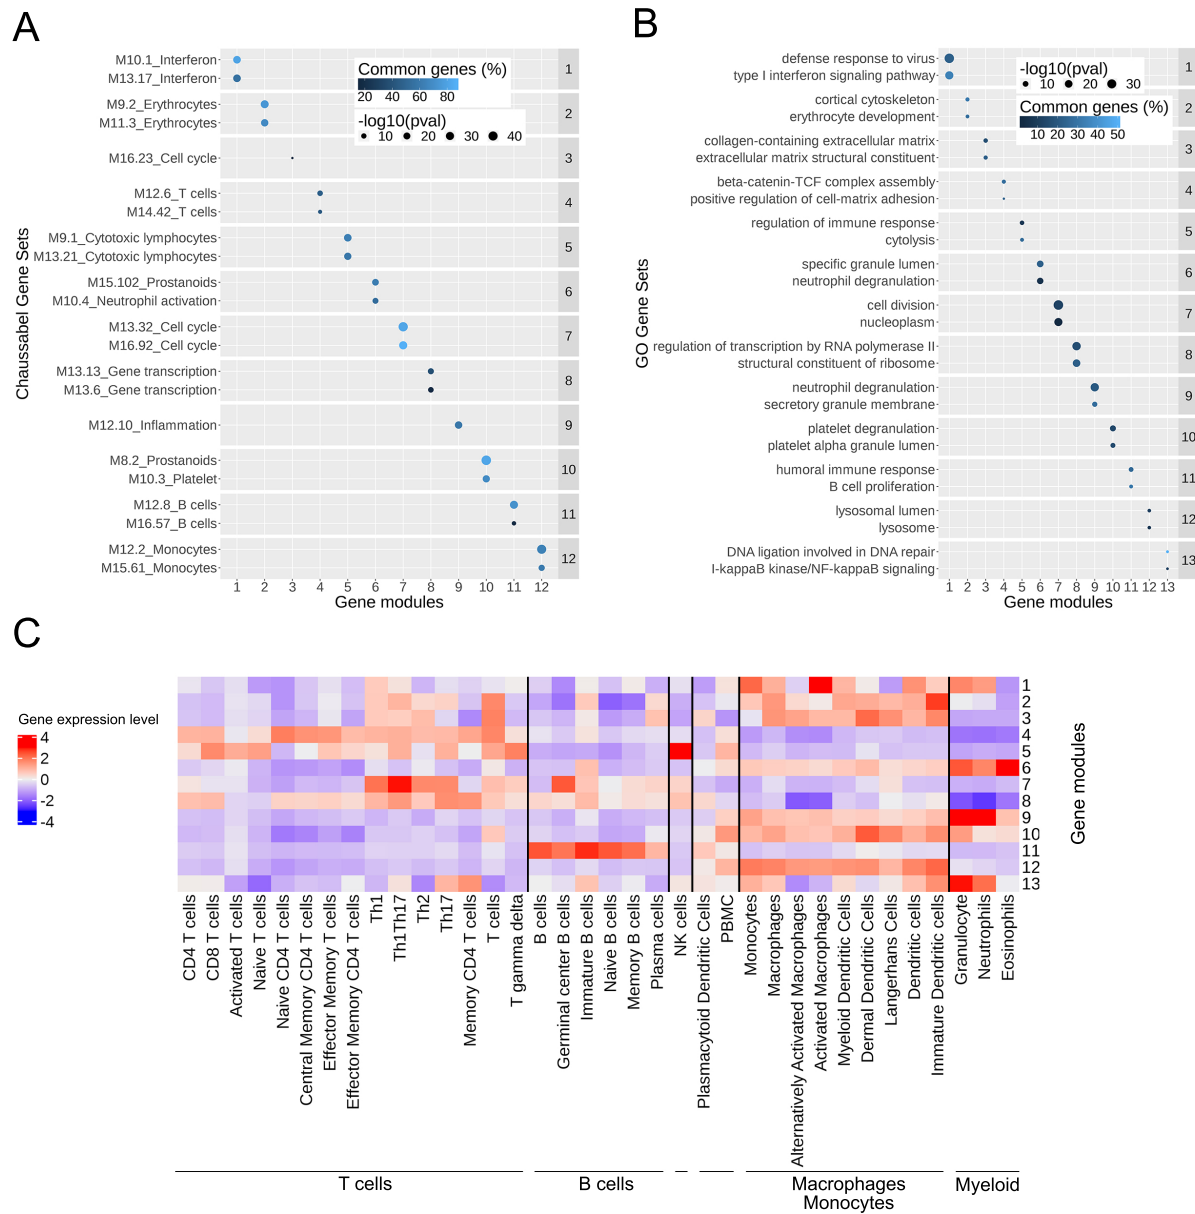 A
M10.1_Interferon
M13.17_Interferon
M9.2_Erythrocytes
M11.3_Erythrocytes
M16.23_Cell cycle
M12.6_T cells
M14.42_T cells
M9.1_Cytotoxic lymphocytes
M13.21_Cytotoxic lymphocytes
M15.102_Prostanoids
M10.4_Neutrophil activation
M13.32_Cell cycle
M16.92_Cell cycle
M13.13_Gene transcription
M13.6_Gene transcription
M12.10_Inflammation
M8.2_Prostanoids
M10.3_Platelet
M12.8_B cells
M16.57_B cells
M12.2_Monocytes
M15.61_Monocytes
Chaussabel Gene Sets
Common genes (%)
20 40 60 80
-log10(pval)
10 20 30 40
1
2
3
4
5
6
7
8
9
10
11
12
1 2 3 4 5 6 7 8 9 10 11 12
Gene modules
B
defense response to virus
type I interferon signaling pathway
cortical cytoskeleton
erythrocyte development
collagen-containing extracellular matrix
extracellular matrix structural constituent
beta-catenin-TCF complex assembly
positive regulation of cell-matrix adhesion
regulation of immune response
cytolysis
specific granule lumen
neutrophil degranulation
cell division
nucleoplasm
regulation of transcription by RNA polymerase II
structural constituent of ribosome
neutrophil degranulation
secretory granule membrane
platelet degranulation
platelet alpha granule lumen
humoral immune response
B cell proliferation
lysosomal lumen
lysosome
DNA ligation involved in DNA repair
I-kappaB kinase/NF-kappaB signaling
GO Gene Sets
-log10(pval)
10 20 30
Common genes (%)
10 20 30 40 50
1
2
3
4
5
6
7
8
9
10
11
12
13
1 2 3 4 5 6 7 8 9 10 11 12 13
Gene modules
C
Gene expression level
4
2
0
-2
-4
1
2
3
4
5
6
7
8
9
10
11
12
13
Gene modules
CD4 T cells
CD8 T cells
Activated T cells
Naive T cells
Naive CD4 T cells
Central Memory CD4 T cells
Effector Memory T cells
Effector Memory CD4 T cells
Th1
Th1Th17
Th2
Th17
Memory CD4 T cells
T cells
T gamma delta
B cells
Germinal center B cells
Immature B cells
Naive B cells
Memory B cells
Plasma cells
NK cells
Plasmacytoid Dendritic Cells
PBMC
Monocytes
Macrophages
Alternatively Activated Macrophages
Activated Macrophages
Myeloid Dendritic Cells
Dermal Dendritic Cells
Langerhans Cells
Dendritic cells
Immature Dendritic cells
Granulocyte
Neutrophils
Eosinophils
T cells
B cells
Macrophages
Monocytes
Myeloid